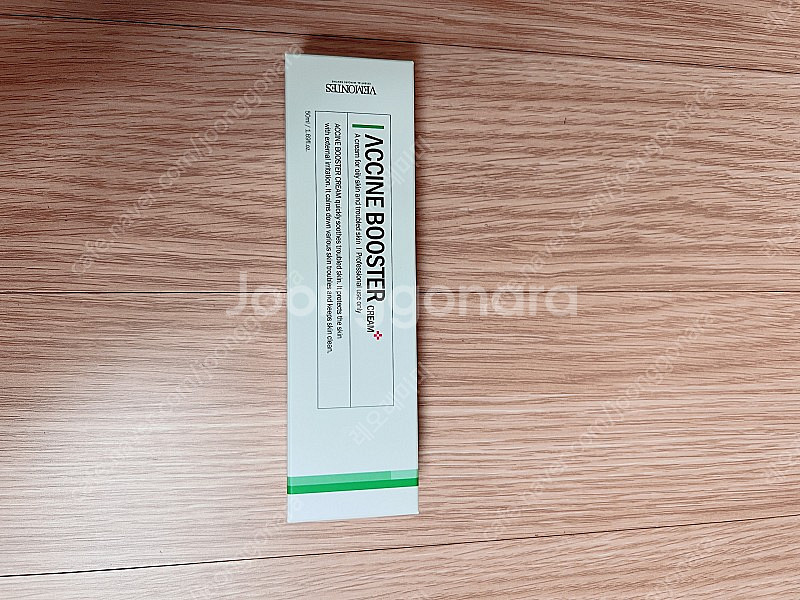 VEMONTES
50ml / 1.69fl.oz.
ACCINE BOOSTER CREAM
A cream for oily skin and troubled skin | Professional use only
ACCINE BOOSTER CREAM quickly soothes troubled skin. It protects the skin
with external irritation. It calms down various skin troubles and keeps skin clean.
Joonggonara